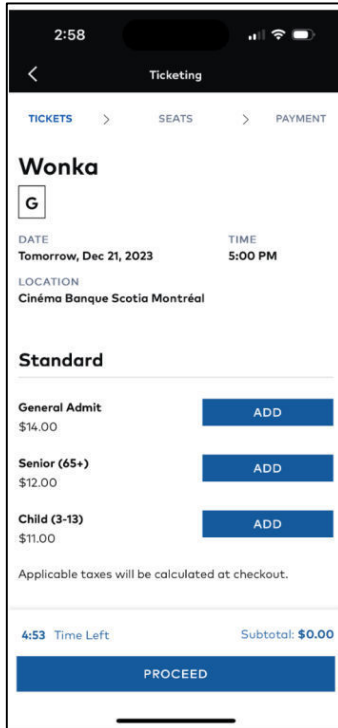 2:58
Ticketing
TICKETS > SEATS > PAYMENT
Wonka
G
DATE TIME
Tomorrow, Dec 21, 2023 5:00 PM
LOCATION
Cinéma Banque Scotia Montréal
Standard
General Admit ADD
$14.00
Senior (65+) ADD
$12.00
Child (3-13) ADD
$11.00
Applicable taxes will be calculated at checkout.
4:53 Time Left Subtotal: $0.00
PROCEED